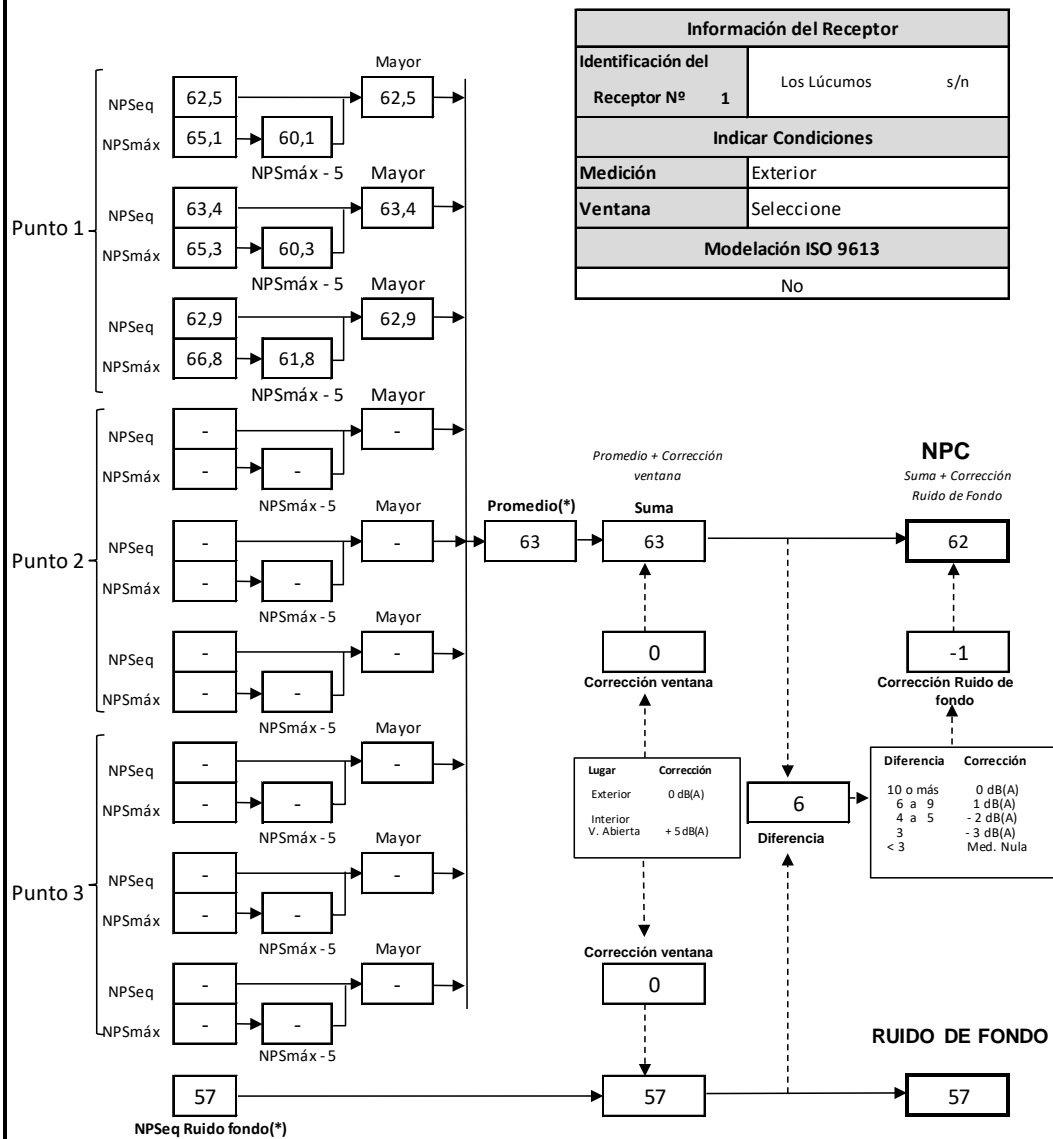 Información del Receptor
Identificación del
Receptor Nº 1
Los Lúcumos s/n
Indicar Condiciones
Medición Exterior
Ventana Seleccione
Modelación ISO 9613
No
Punto 1
Mayor
NPSeq 62,5 62,5
NPSmáx 65,1 60,1
NPSmáx - 5 Mayor
NPSeq 63,4 63,4
NPSmáx 65,3 60,3
NPSmáx - 5 Mayor
NPSeq 62,9 62,9
NPSmáx 66,8 61,8
NPSmáx - 5 Mayor
Punto 2
NPSeq - -
NPSmáx - -
NPSmáx - 5 Mayor
NPSeq - -
NPSmáx - -
NPSmáx - 5 Mayor
NPSeq - -
NPSmáx - -
NPSmáx - 5 Mayor
Punto 3
NPSeq - -
NPSmáx - -
NPSmáx - 5 Mayor
NPSeq - -
NPSmáx - -
NPSmáx - 5 Mayor
NPSeq - -
NPSmáx - -
NPSmáx - 5
Promedio(*)
63
Promedio + Corrección
ventana
Suma
63
0
Corrección ventana
NPC
Suma + Corrección
Ruido de Fondo
62
-1
Corrección Ruido de
fondo
Lugar Corrección
Exterior 0 dB(A)
Interior
V. Abierta + 5 dB(A)
6
Diferencia
Diferencia Corrección
10 o más 0 dB(A)
6 a 9 1 dB(A)
4 a 5 - 2 dB(A)
3 - 3 dB(A)
< 3 Med. Nula
Corrección ventana
0
RUIDO DE FONDO
57 57 57
NPSeq Ruido fondo(*)